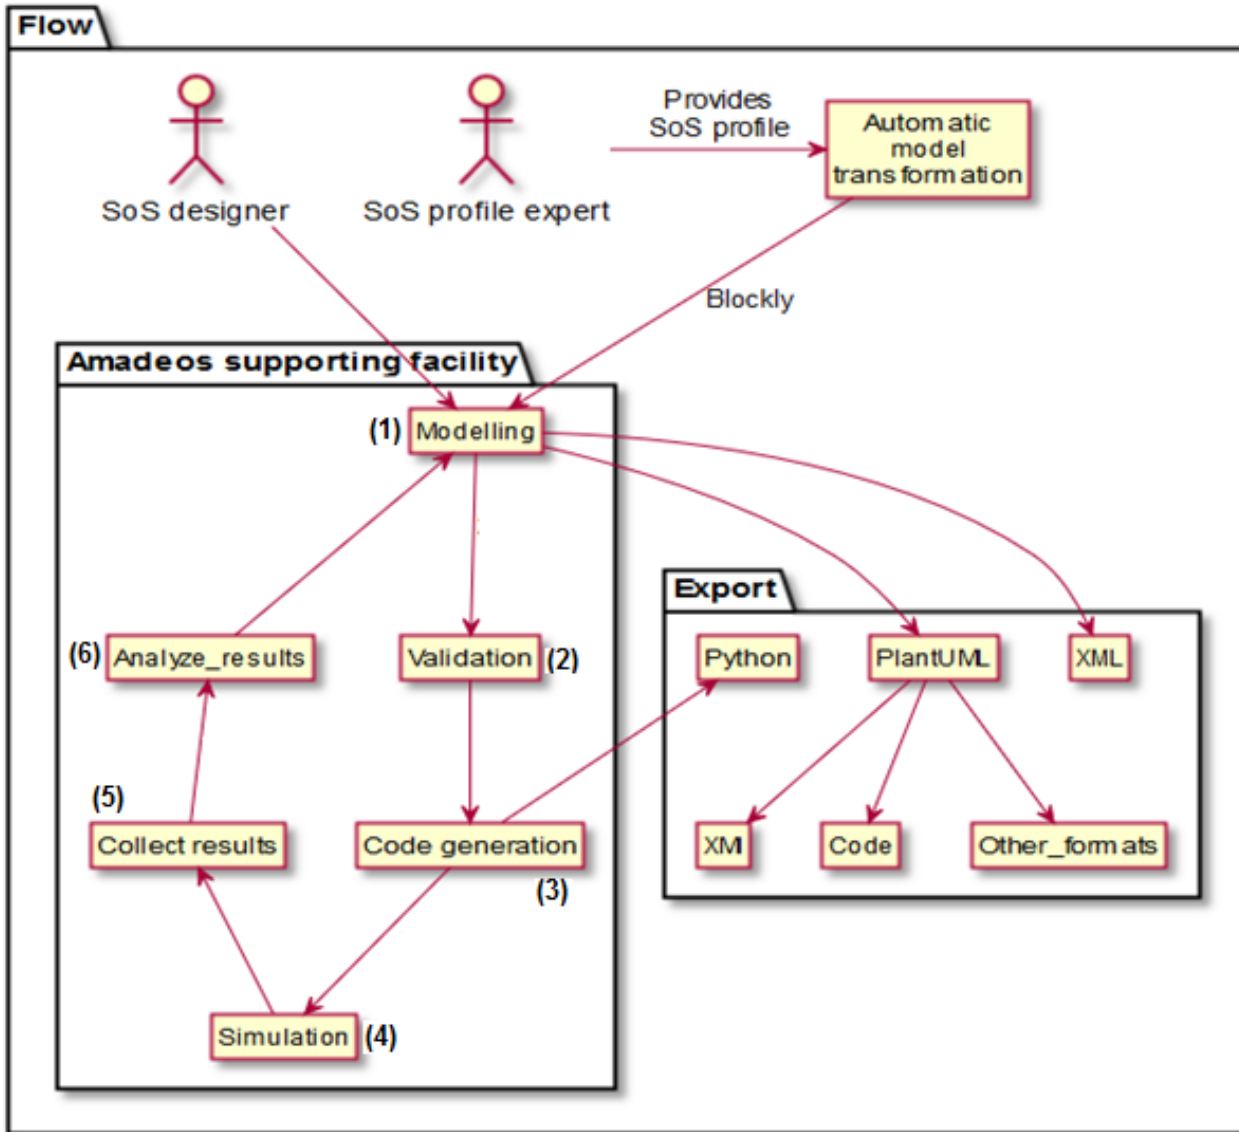 Flow
Provides
SoS profile
Automatic
model
transformation
SoS designer
SoS profile expert
Blockly
Amadeos supporting facility
(1)
Modelling
Export
(6)
Analyze_results
Validation
(2)
Python
PlantUML
XML
(5)
Collect results
Code generation
(3)
XMI
Code
Other_formats
Simulation
(4)